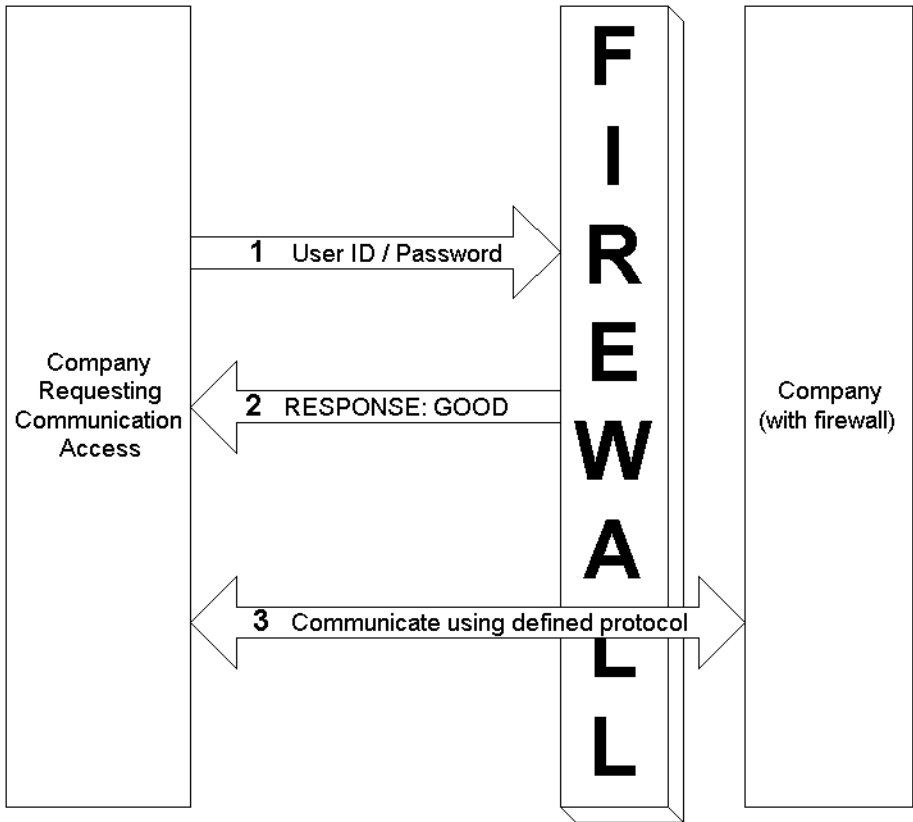 Company
Requesting
Communication
Access
1 User ID / Password
2 RESPONSE: GOOD
3 Communicate using defined protocol
F
I
R
E
W
A
L
L
Company
(with firewall)